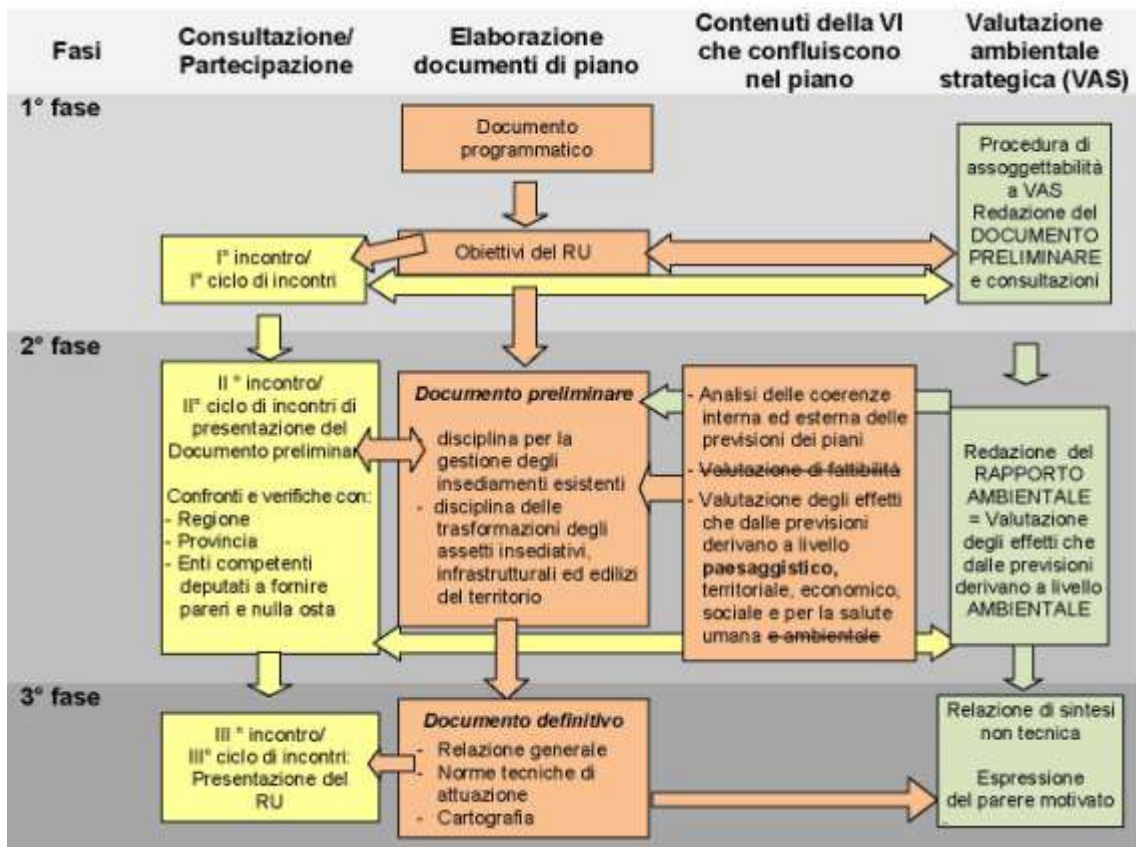 Fasi
Consultazione/
Partecipazione
Elaborazione
documenti di piano
Contenuti della VI
che confluiscono
nel piano
Valutazione
ambientale
strategica (VAS)
1° fase
Documento
programmatico
Obiettivi del RU
I° incontro/
I° ciclo di incontri
Procedura di
assoggettabilità
a VAS
Redazione del
DOCUMENTO
PRELIMINARE
e consultazioni
2° fase
II ° incontro/
II° ciclo di incontri di
presentazione del
Documento preliminar
Confronti e verifiche con:
- Regione
- Provincia
- Enti competenti
deputati a fornire
pareri e nulla osta
Documento preliminare
- disciplina per la
gestione degli
insediamenti esistenti
- disciplina delle
trasformazioni degli
assetti insediativi,
infrastrutturali ed edilizi
del territorio
- Analisi delle coerenze
interna ed esterna delle
previsioni dei piani
- Valutazione di fattibilità
- Valutazione degli effetti
che dalle previsioni
derivano a livello
paesaggistico,
territoriale, economico,
sociale e per la salute
umana e ambientale
Redazione del
RAPPORTO
AMBIENTALE
= Valutazione
degli effetti che
dalle previsioni
derivano a livello
AMBIENTALE
3° fase
III ° incontro/
III° ciclo di incontri:
Presentazione del
RU
Documento definitivo
- Relazione generale
- Norme tecniche di
attuazione
- Cartografia
Relazione di sintesi
non tecnica
Espressione
del parere motivato